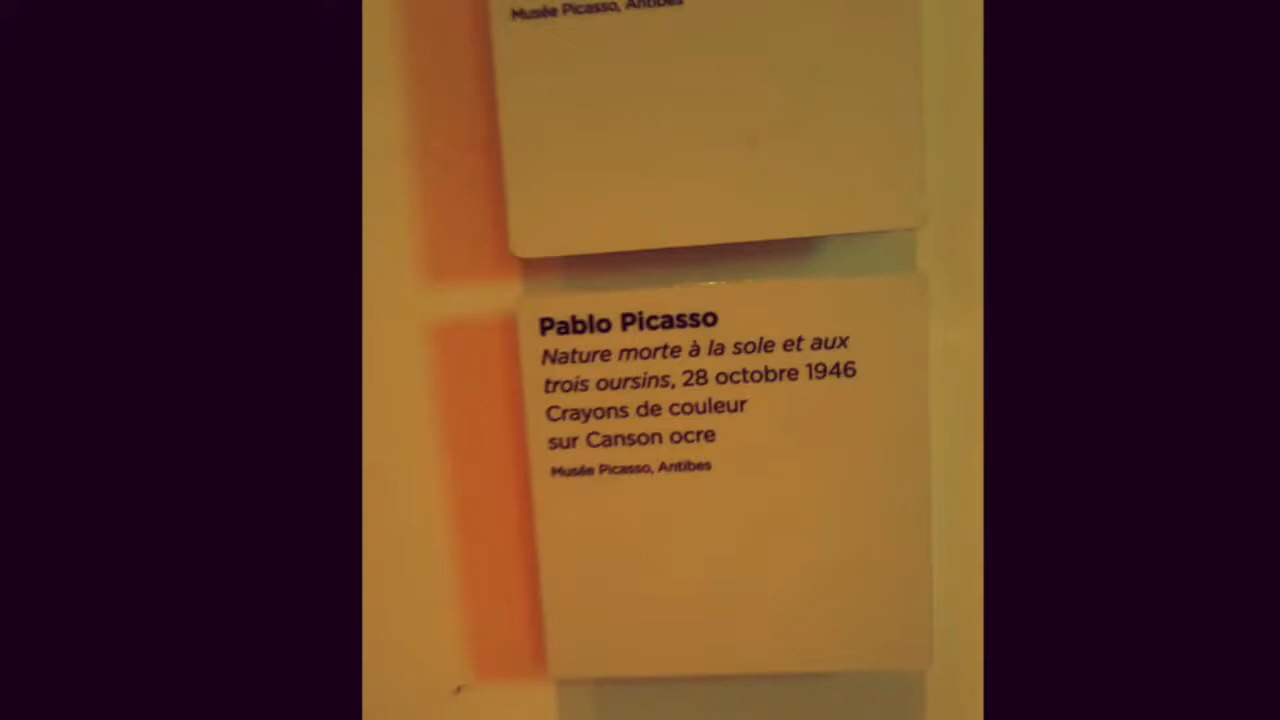 Musée Picasso, Antibes
Pablo Picasso
Nature morte à la sole et aux
trois oursins, 28 octobre 1946
Crayons de couleur
sur Canson ocre
Musée Picasso, Antibes